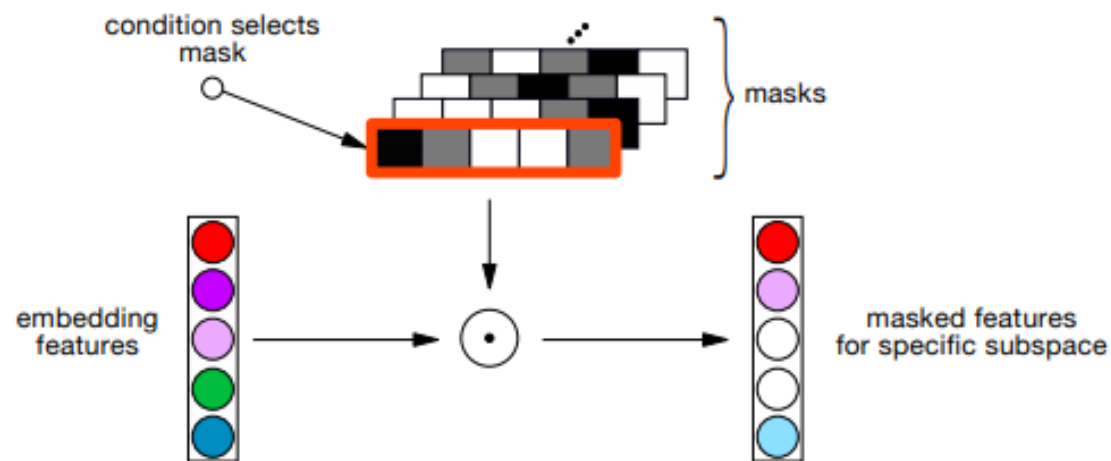 condition selects
mask
masks
embedding
features
masked features
for specific subspace